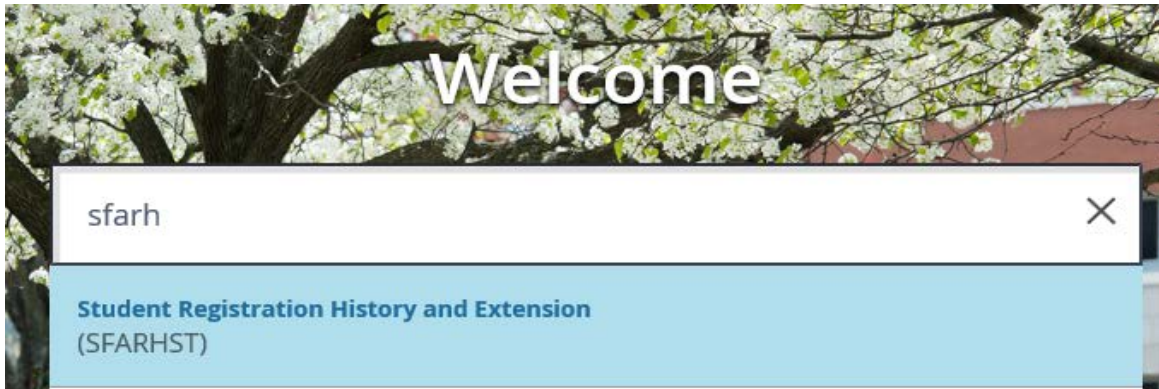 Welcome
sfarh
Student Registration History and Extension
(SFARHST)